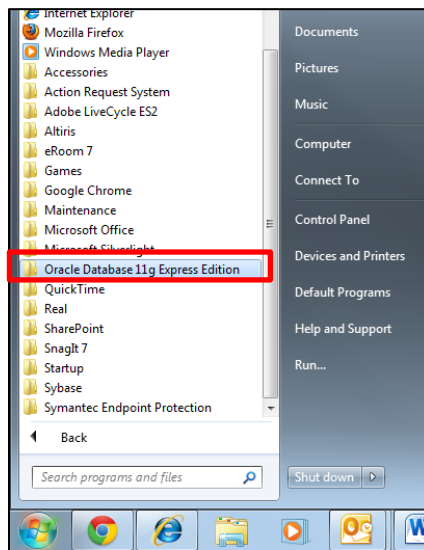 Internet Explorer
Mozilla Firefox
Windows Media Player
Accessories
Action Request System
Adobe LiveCycle ES2
Altiris
eRoom 7
Games
Google Chrome
Maintenance
Microsoft Office
Microsoft Silverlight
Oracle Database 11g Express Edition
QuickTime
Real
SharePoint
SnagIt 7
Startup
Sybase
Symantec Endpoint Protection
Back
Search programs and files
Documents
Pictures
Music
Computer
Connect To
Control Panel
Devices and Printers
Default Programs
Help and Support
Run...
Shut down